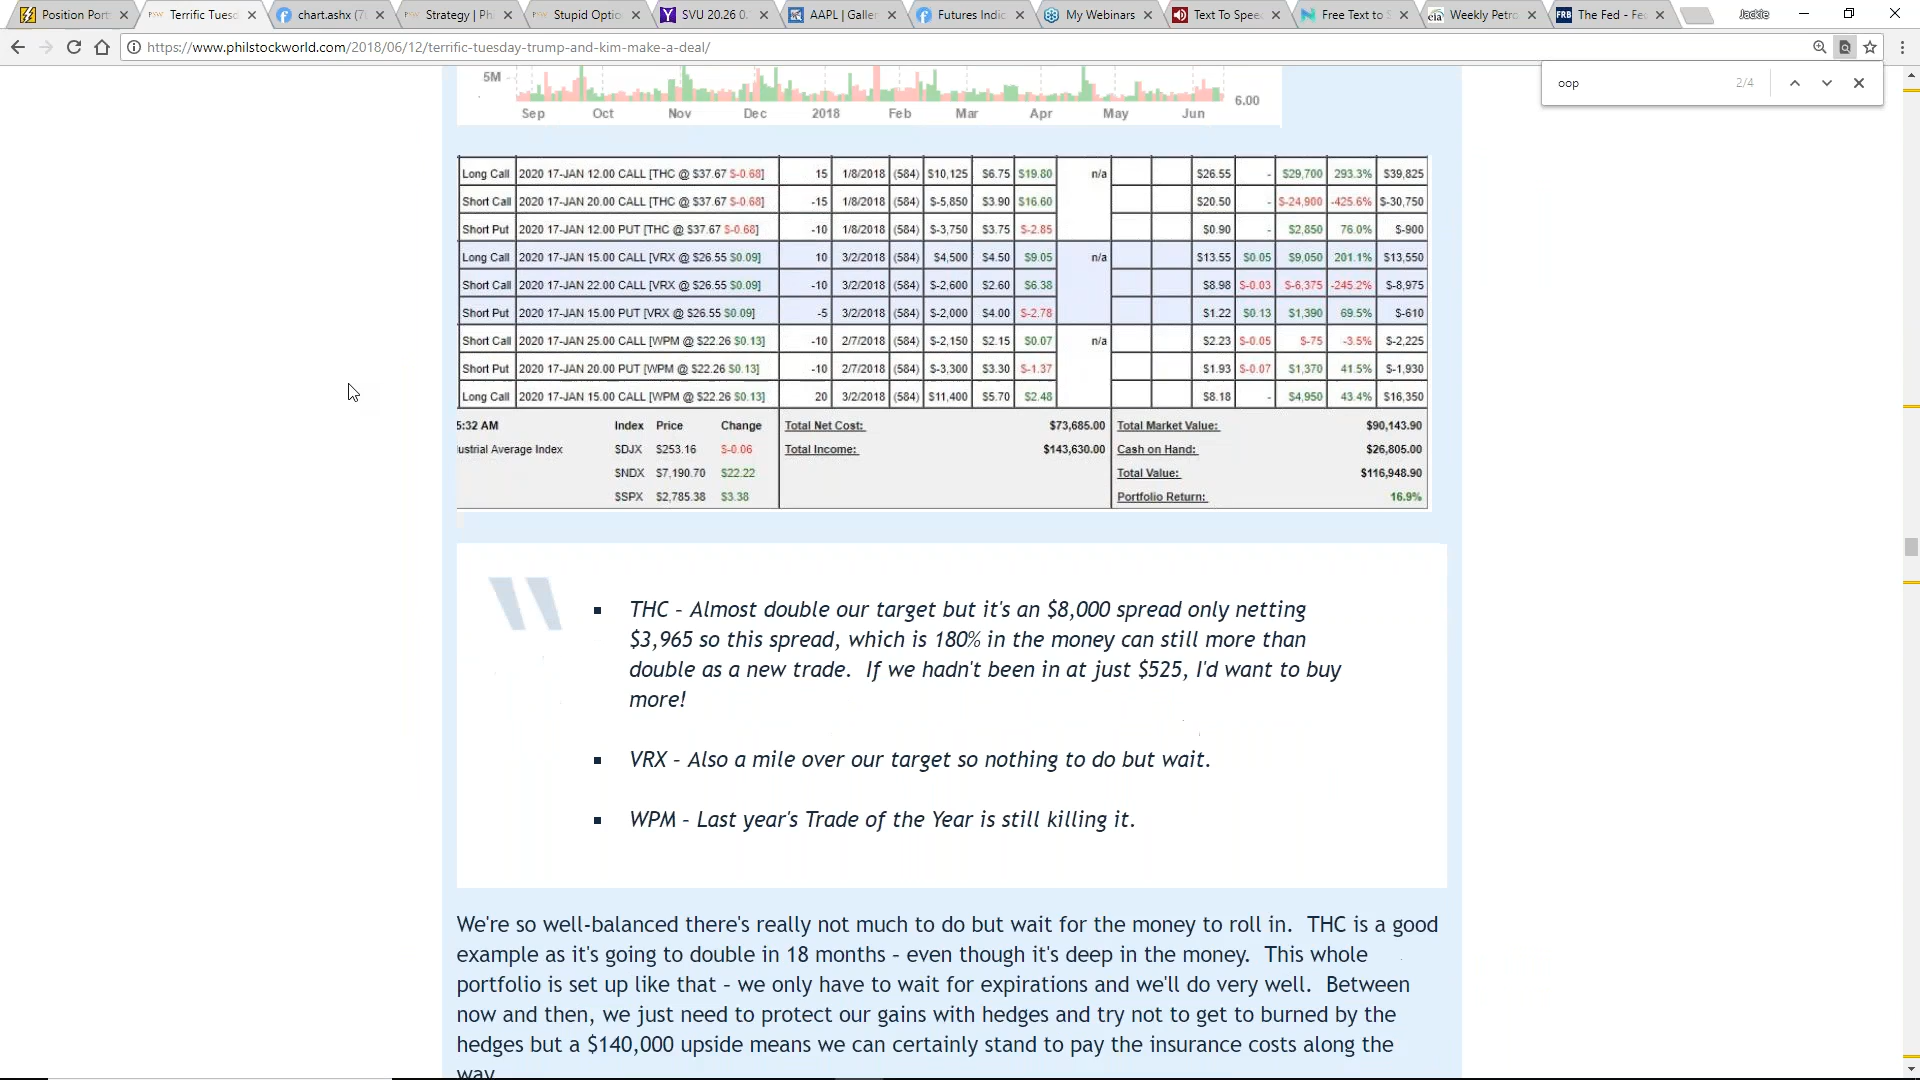 Position Port
Terrific Tuesd
chart.ashx (7
Strategy | Ph
Stupid Optio
SVU 20.26 0.
AAPL | Galler
Futures Indic
My Webinars
Text To Spee
Free Text to S
Weekly Petro
The Fed - Fed
Jackie
https://www.philstockworld.com/2018/06/12/terrific-tuesday-trump-and-kim-make-a-deal/
oop 2/4
5M
6.00
Sep Oct Nov Dec 2018 Feb Mar Apr May Jun
Long Call 2020 17-JAN 12.00 CALL [THC @ $37.67 $-0.68] 15 1/8/2018 (584) $10,125 $6.75 $19.80 n/a $26.55 - $29,700 293.3% $39,825
Short Call 2020 17-JAN 20.00 CALL [THC @ $37.67 $-0.68] -15 1/8/2018 (584) $-5,850 $3.90 $16.60 $20.50 - $-24,900 -425.6% $-30,750
Short Put 2020 17-JAN 12.00 PUT [THC @ $37.67 $-0.68] -10 1/8/2018 (584) $-3,750 $3.75 $-2.85 $0.90 - $2,850 76.0% $-900
Long Call 2020 17-JAN 15.00 CALL [VRX @ $26.55 $0.09] 10 3/2/2018 (584) $4,500 $4.50 $9.05 n/a $13.55 $0.05 $9,050 201.1% $13,550
Short Call 2020 17-JAN 22.00 CALL [VRX @ $26.55 $0.09] -10 3/2/2018 (584) $-2,600 $2.60 $6.38 $8.98 $-0.03 $-6,375 -245.2% $-8,975
Short Put 2020 17-JAN 15.00 PUT [VRX @ $26.55 $0.09] -5 3/2/2018 (584) $-2,000 $4.00 $-2.78 $1.22 $0.13 $1,390 69.5% $-610
Short Call 2020 17-JAN 25.00 CALL [WPM @ $22.26 $0.13] -10 2/7/2018 (584) $-2,150 $2.15 $0.07 n/a $2.23 $-0.05 $-75 -3.5% $-2,225
Short Put 2020 17-JAN 20.00 PUT [WPM @ $22.26 $0.13] -10 2/7/2018 (584) $-3,300 $3.30 $-1.37 $1.93 $-0.07 $1,370 41.5% $-1,930
Long Call 2020 17-JAN 15.00 CALL [WPM @ $22.26 $0.13] 20 3/2/2018 (584) $11,400 $5.70 $2.48 $8.18 - $4,950 43.4% $16,350
5:32 AM Index Price Change Total Net Cost: $73,685.00 Total Market Value: $90,143.90
lustrial Average Index $DJX $253.16 $-0.06 Total Income: $143,630.00 Cash on Hand: $26,805.00
$NDX $7,190.70 $22.22 Total Value: $116,948.90
$SPX $2,785.38 $3.38 Portfolio Return: 16.9%
▪ THC – Almost double our target but it's an $8,000 spread only netting
$3,965 so this spread, which is 180% in the money can still more than
double as a new trade.  If we hadn't been in at just $525, I'd want to buy
more!
▪ VRX – Also a mile over our target so nothing to do but wait.
▪ WPM – Last year's Trade of the Year is still killing it.
We're so well-balanced there's really not much to do but wait for the money to roll in.  THC is a good
example as it's going to double in 18 months – even though it's deep in the money.  This whole
portfolio is set up like that – we only have to wait for expirations and we'll do very well.  Between
now and then, we just need to protect our gains with hedges and try not to get to burned by the
hedges but a $140,000 upside means we can certainly stand to pay the insurance costs along the
way.